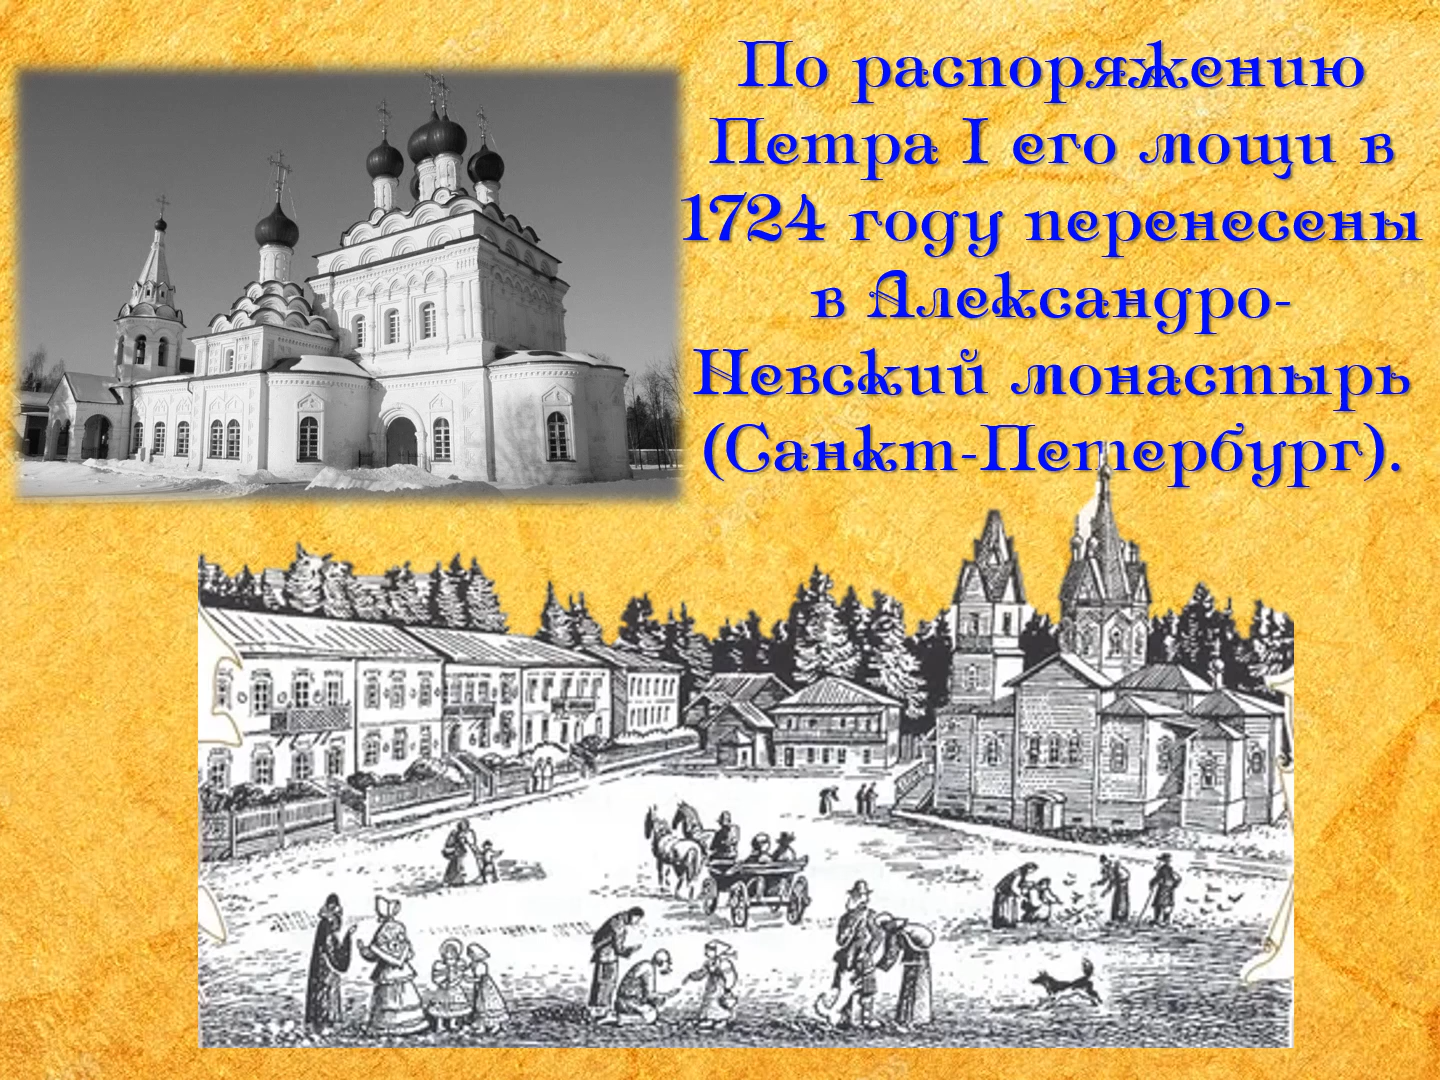 По распоряжению
Петра I его мощи в
1724 году перенесены
в Александро-
Невский монастырь
(Санкт-Петербург).